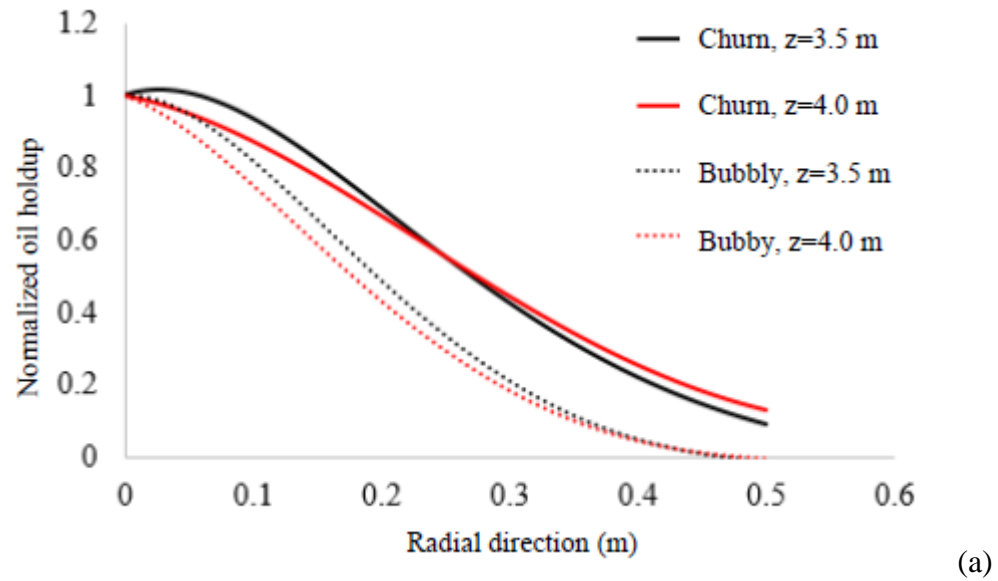 1.2
1
0.8
0.6
0.4
0.2
0
Normalized oil holdup
Churn, z=3.5 m
Churn, z=4.0 m
Bubbly, z=3.5 m
Bubby, z=4.0 m
0 0.1 0.2 0.3 0.4 0.5 0.6
Radial direction (m)
(a)